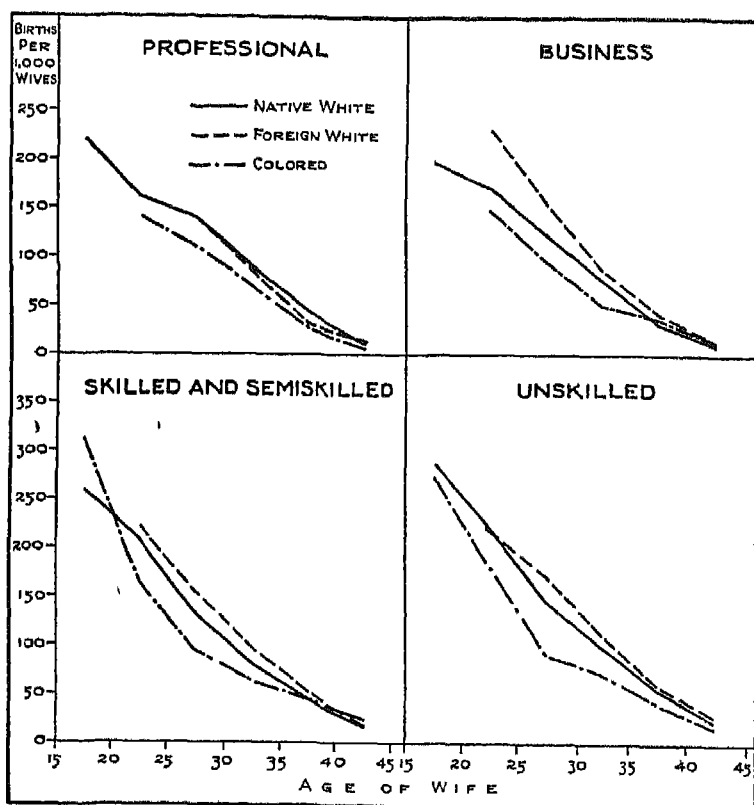 BIRTHS
PER
1,000
WIVES
PROFESSIONAL
BUSINESS
NATIVE WHITE
FOREIGN WHITE
COLORED
250
200
150
100
50
0
SKILLED AND SEMISKILLED
UNSKILLED
350
300
250
200
150
100
50
0
15 20 25 30 35 40 45 15 20 25 30 35 40 45
AGE OF WIFE